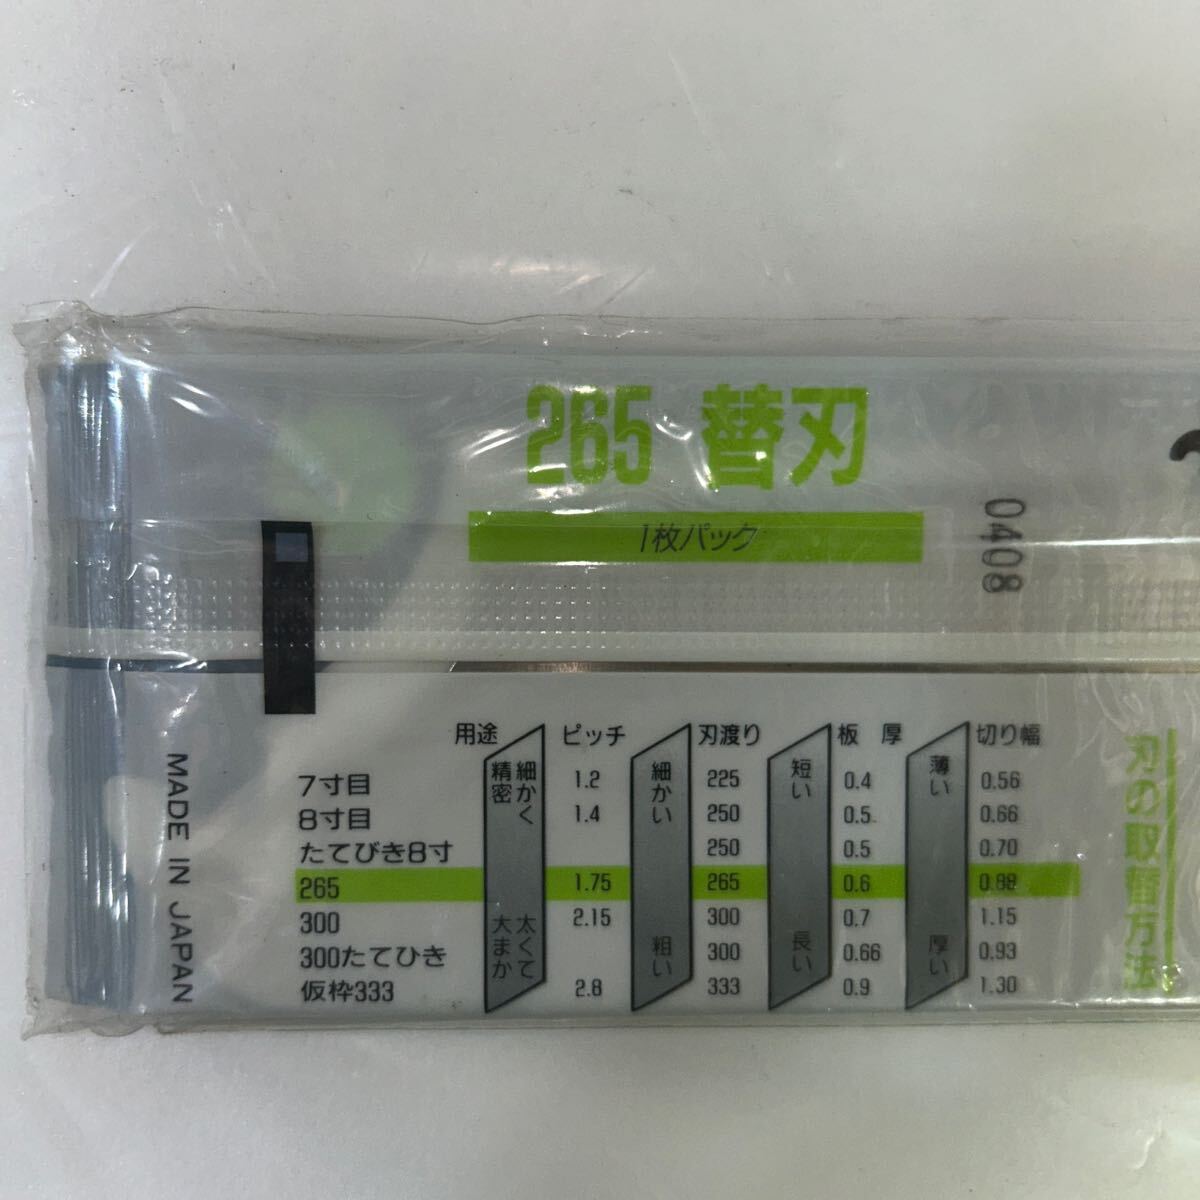 265 替刃
1枚パック
0408
MADE IN JAPAN
用途 ピッチ 刃渡り 板厚 切り幅
細かく
精密
太くて
大まか
細かい
粗い
短い
長い
薄い
厚い
7寸目 1.2 225 0.4 0.56
8寸目 1.4 250 0.5 0.66
たてびき8寸 250 0.5 0.70
265 1.75 265 0.6 0.88
300 2.15 300 0.7 1.15
300たてひき 300 0.66 0.93
仮枠333 2.8 333 0.9 1.30
刃の取替方法